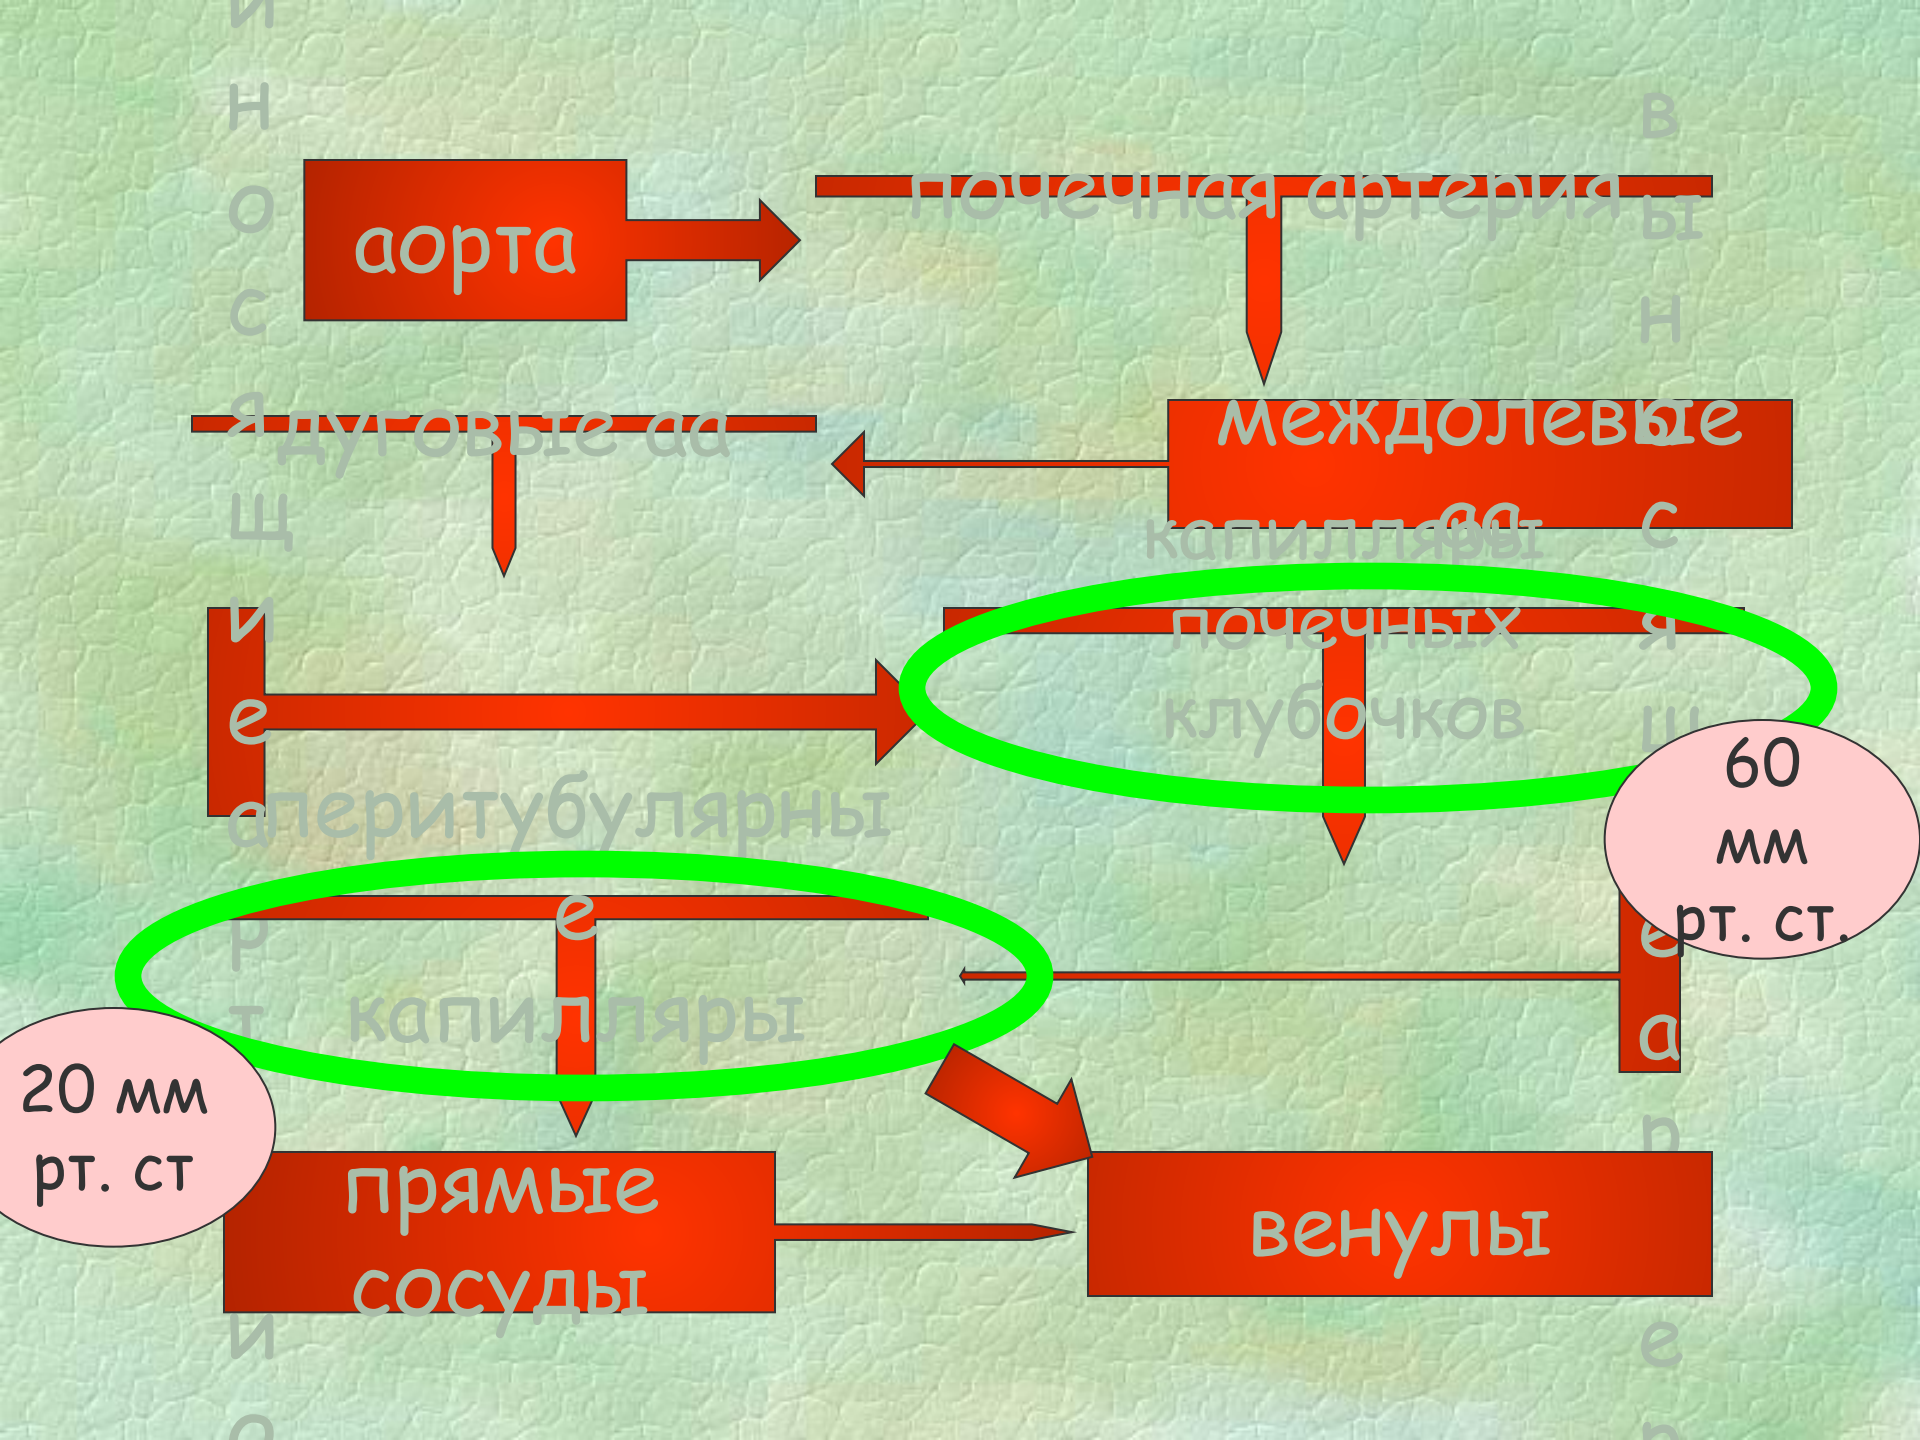 аорта
почечная артерия
междолевые
аа
дуговые аа
капилляры
почечных
клубочков
60
мм
рт. ст.
перитубулярны
е
капилляры
20 мм
рт. ст
прямые
сосуды
венулы